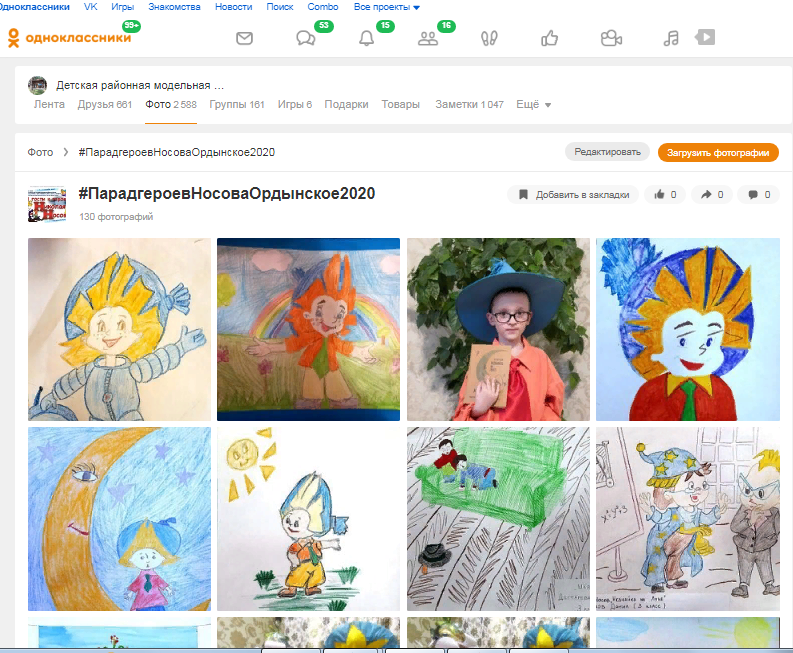 Одноклассники VK Игры Знакомства Новости Поиск Combo Все проекты
одноклассники 99+ 53 15 16
Детская районная модельная ...
Лента Друзья 661 Фото 2 588 Группы 161 Игры 6 Подарки Товары Заметки 1 047 Ещё
Фото #ПарадгероевНосоваОрдынское2020 Редактировать Загрузить фотографии
#ПарадгероевНосоваОрдынское2020 Добавить в закладки 0 0 0
130 фотографий